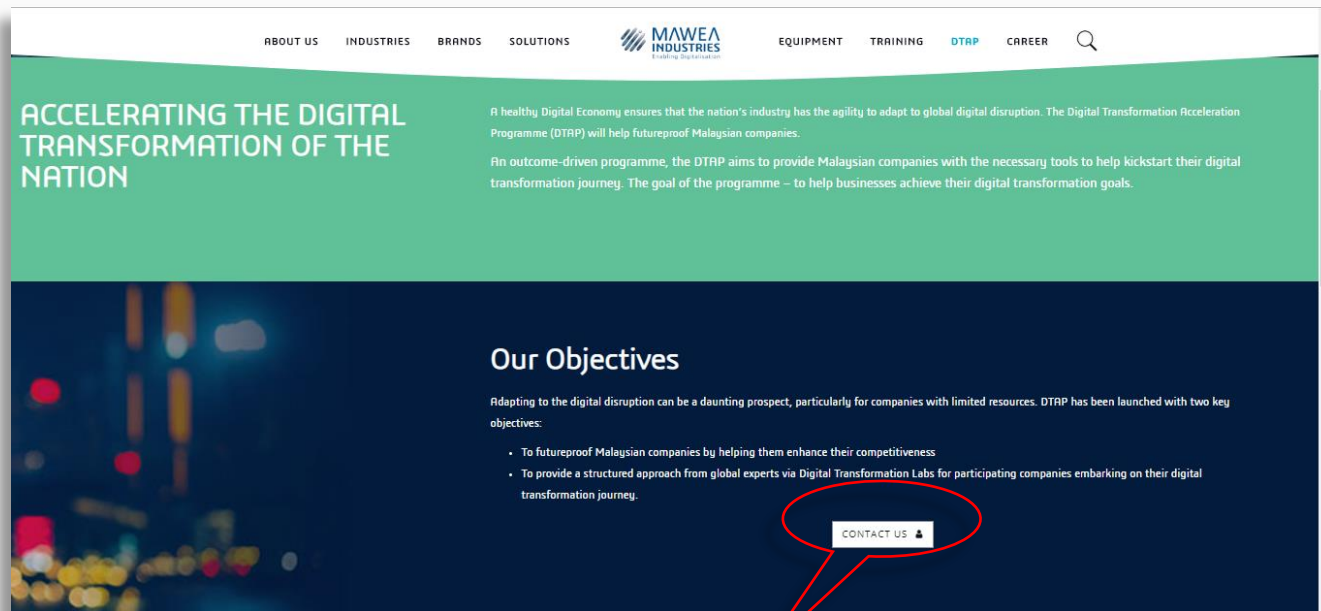 ABOUT US INDUSTRIES BRANDS SOLUTIONS MAWEA INDUSTRIES Enabling Digitalisation EQUIPMENT TRAINING DTAP CAREER
ACCELERATING THE DIGITAL
TRANSFORMATION OF THE
NATION
A healthy Digital Economy ensures that the nation's industry has the agility to adapt to global digital disruption. The Digital Transformation Acceleration
Programme (DTAP) will help futureproof Malaysian companies.
An outcome-driven programme, the DTAP aims to provide Malaysian companies with the necessary tools to help kickstart their digital
transformation journey. The goal of the programme – to help businesses achieve their digital transformation goals.
Our Objectives
Adapting to the digital disruption can be a daunting prospect, particularly for companies with limited resources. DTAP has been launched with two key
objectives:
• To futureproof Malaysian companies by helping them enhance their competitiveness
• To provide a structured approach from global experts via Digital Transformation Labs for participating companies embarking on their digital
transformation journey.
CONTACT US